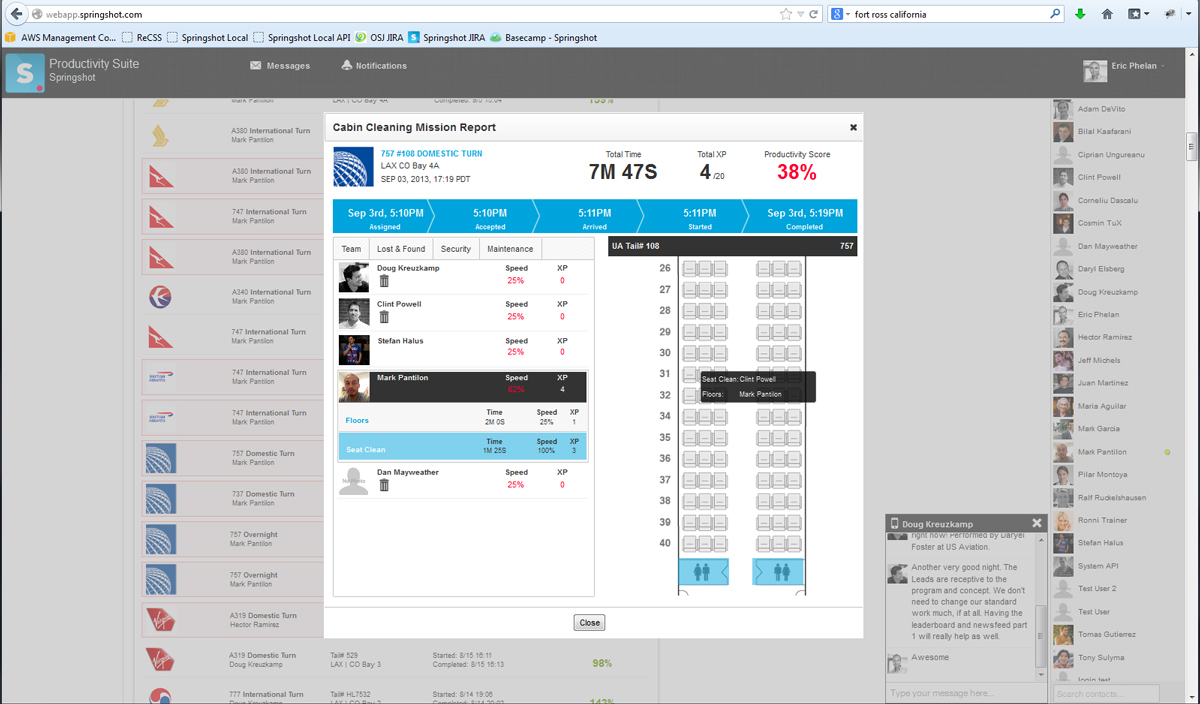 webapp.springshot.com
fort ross california
AWS Management Co...
ReCSS
Springshot Local
Springshot Local API
OSJ JIRA
Springshot JIRA
Basecamp - Springshot
S
Productivity Suite
Springshot
Messages
Notifications
Eric Phelan
Mark Pantilon
LAX | CO Bay 4A
A380 International Turn
Mark Pantilon
A380 International Turn
Mark Pantilon
747 International Turn
Mark Pantilon
A380 International Turn
Mark Pantilon
A340 International Turn
Mark Pantilon
747 International Turn
Mark Pantilon
747 International Turn
Mark Pantilon
747 International Turn
Mark Pantilon
757 Domestic Turn
Mark Pantilon
737 Domestic Turn
Mark Pantilon
757 Overnight
Mark Pantilon
757 Overnight
Mark Pantilon
A319 Domestic Turn
Hector Ramirez
A319 Domestic Turn
Doug Kreuzkamp
Tail# 529
LAX | CO Bay 3
Started: 8/15 16:11
Completed: 8/15 16:13
98%
777 International Turn
Doug Kreuzkamp
Tail# HL7532
Started: 8/14 19:06
Cabin Cleaning Mission Report
757 #108 DOMESTIC TURN
LAX CO Bay 4A
SEP 03, 2013, 17:19 PDT
Total Time
7M 47S
Total XP
4 /20
Productivity Score
38%
Sep 3rd, 5:10PM
Assigned
5:10PM
Accepted
5:11PM
Arrived
5:11PM
Started
Sep 3rd, 5:19PM
Completed
Team
Lost & Found
Security
Maintenance
Doug Kreuzkamp
Speed
XP
25%
0
Clint Powell
Speed
XP
25%
0
Stefan Halus
Speed
XP
25%
0
Mark Pantilon
Speed
XP
62%
4
Floors
Time
Speed
XP
2M 0S
25%
1
Seat Clean
Time
Speed
XP
1M 25S
100%
3
Dan Mayweather
Speed
XP
25%
0
UA Tail# 108
757
26
27
28
29
30
31
32
34
35
36
37
38
39
40
Seat Clean: Clint Powell
Floors: Mark Pantilon
Close
Adam DeVito
Bilal Kaafarani
Ciprian Ungureanu
Clint Powell
Corneliu Dascalu
Cosmin TuX
Dan Mayweather
Daryl Elsberg
Doug Kreuzkamp
Eric Phelan
Hector Ramirez
Jeff Michels
Juan Martinez
Maria Aguilar
Mark Garcia
Mark Pantilon
Pilar Montoya
Ralf Ruckelshausen
Ronni Trainer
Stefan Halus
System API
Test User 2
Test User
Tomas Gutierrez
Tony Sulyma
login test
Search contacts...
Doug Kreuzkamp
right now! Performed by Daryel
Foster at US Aviation.
Another very good night. The
Leads are receptive to the
program and concept. We don't
need to change our standard
work much, if at all. Having the
leaderboard and newsfeed part
1 will really help as well.
Awesome
Type your message here...